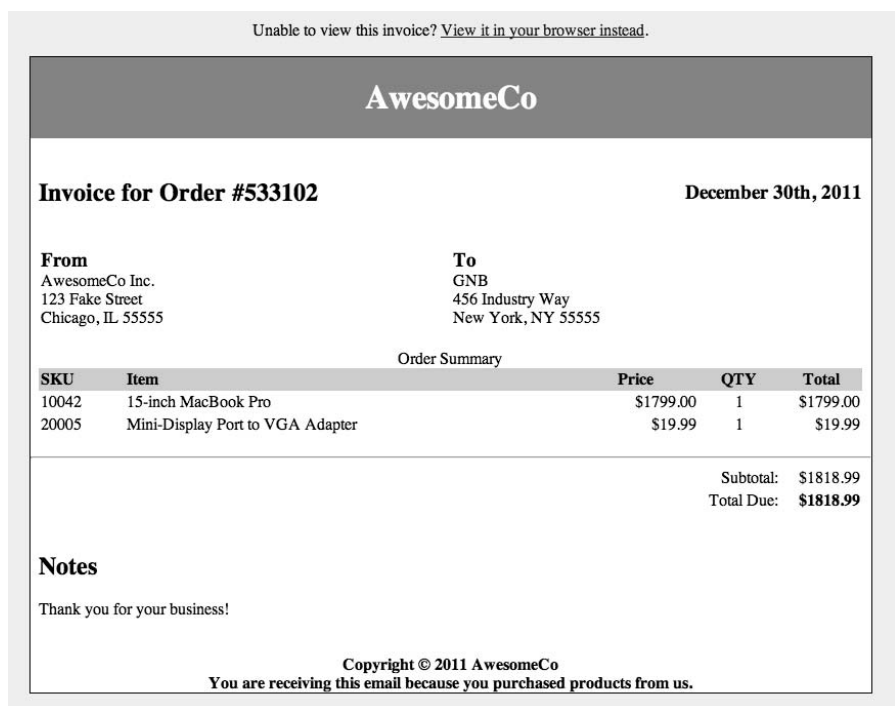 Unable to view this invoice? View it in your browser instead.
AwesomeCo
Invoice for Order #533102 December 30th, 2011
From To
AwesomeCo Inc. GNB
123 Fake Street 456 Industry Way
Chicago, IL 55555 New York, NY 55555
Order Summary
SKU Item Price QTY Total
10042 15-inch MacBook Pro $1799.00 1 $1799.00
20005 Mini-Display Port to VGA Adapter $19.99 1 $19.99
Subtotal: $1818.99
Total Due: $1818.99
Notes
Thank you for your business!
Copyright © 2011 AwesomeCo
You are receiving this email because you purchased products from us.